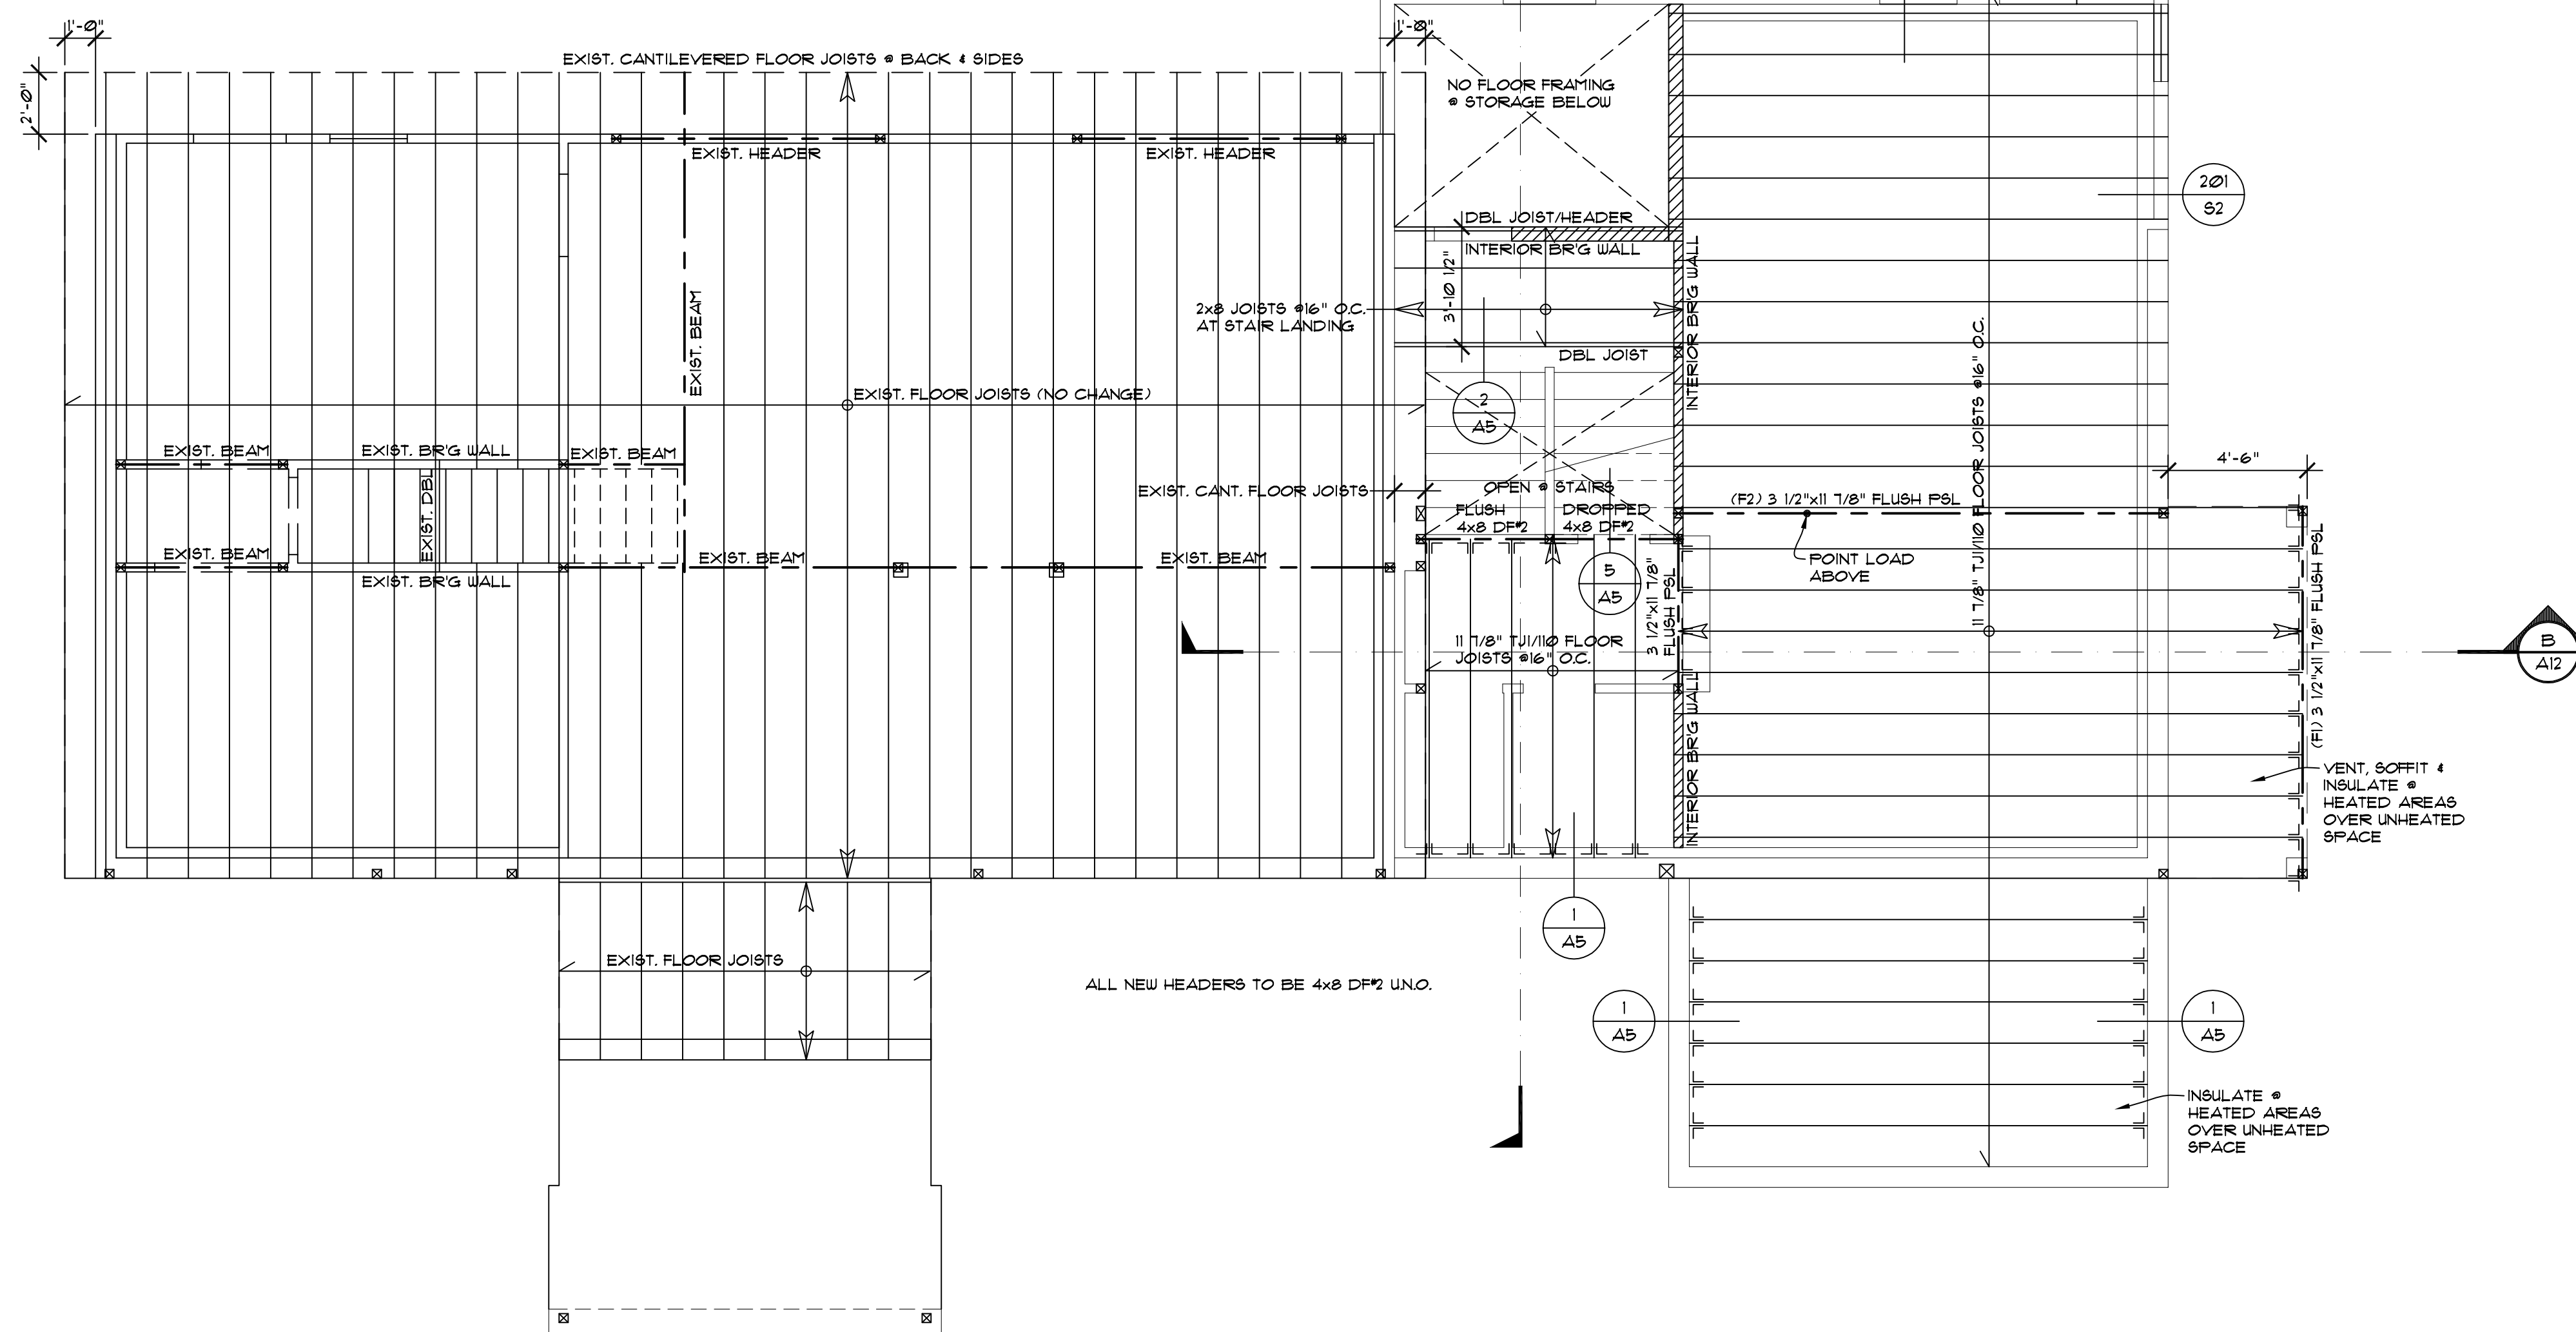 1'-0"
1'-0"
2'-0"
EXIST. CANTILEVERED FLOOR JOISTS @ BACK & SIDES
NO FLOOR FRAMING
@ STORAGE BELOW
EXIST. HEADER
EXIST. HEADER
201
S2
DBL JOIST/HEADER
INTERIOR BR'G WALL
3'-10 1/2"
INTERIOR BR'G WALL
2x8 JOISTS @16" O.C.
AT STAIR LANDING
EXIST. BEAM
DBL JOIST
11 7/8" TJI/110 FLOOR JOISTS @16" O.C.
EXIST. FLOOR JOISTS (NO CHANGE)
2
A5
EXIST. BEAM
EXIST. BR'G WALL
EXIST. BEAM
4'-6"
EXIST. DBL
EXIST. CANT. FLOOR JOISTS
OPEN @ STAIRS
FLUSH
4x8 DF#2
DROPPED
4x8 DF#2
(F2) 3 1/2"x11 7/8" FLUSH PSL
POINT LOAD
ABOVE
EXIST. BEAM
EXIST. BR'G WALL
EXIST. BEAM
EXIST. BEAM
5
A5
3 1/2"x11 7/8"
FLUSH PSL
11 7/8" TJI/110 FLOOR
JOISTS @16" O.C.
(F1) 3 1/2"x11 7/8" FLUSH PSL
B
A12
INTERIOR BR'G WALL
VENT, SOFFIT &
INSULATE @
HEATED AREAS
OVER UNHEATED
SPACE
1
A5
EXIST. FLOOR JOISTS
ALL NEW HEADERS TO BE 4x8 DF#2 U.N.O.
1
A5
1
A5
INSULATE @
HEATED AREAS
OVER UNHEATED
SPACE